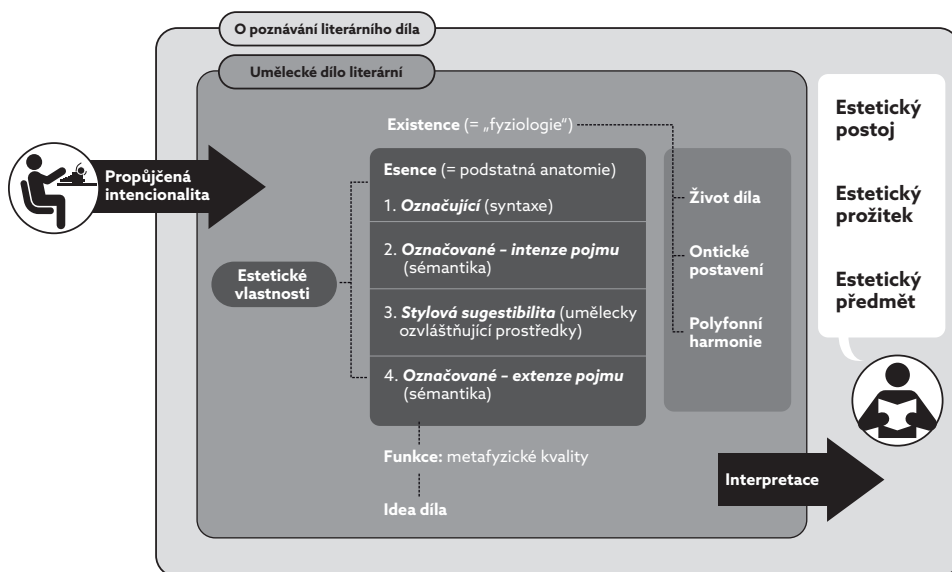 O poznávání literárního díla
Umělecké dílo literární
Propůjčená
intencionalita
Existence (= „fyziologie“)
Esence (= podstatná anatomie)
1. Označující (syntaxe)
2. Označované – intenze pojmu
(sémantika)
3. Stylová sugestibilita (umělecky
ozvláštňující prostředky)
4. Označované – extenze pojmu
(sémantika)
Estetické
vlastnosti
Funkce: metafyzické kvality
Idea díla
Život díla
Ontické
postavení
Polyfonní
harmonie
Interpretace
Estetický
postoj
Estetický
prožitek
Estetický
předmět